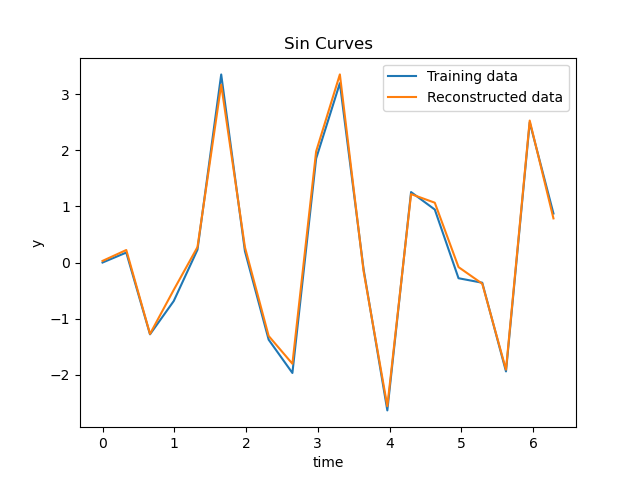 Sin Curves
Training data
Reconstructed data
3
2
1
0
−1
−2
y
0 1 2 3 4 5 6
time